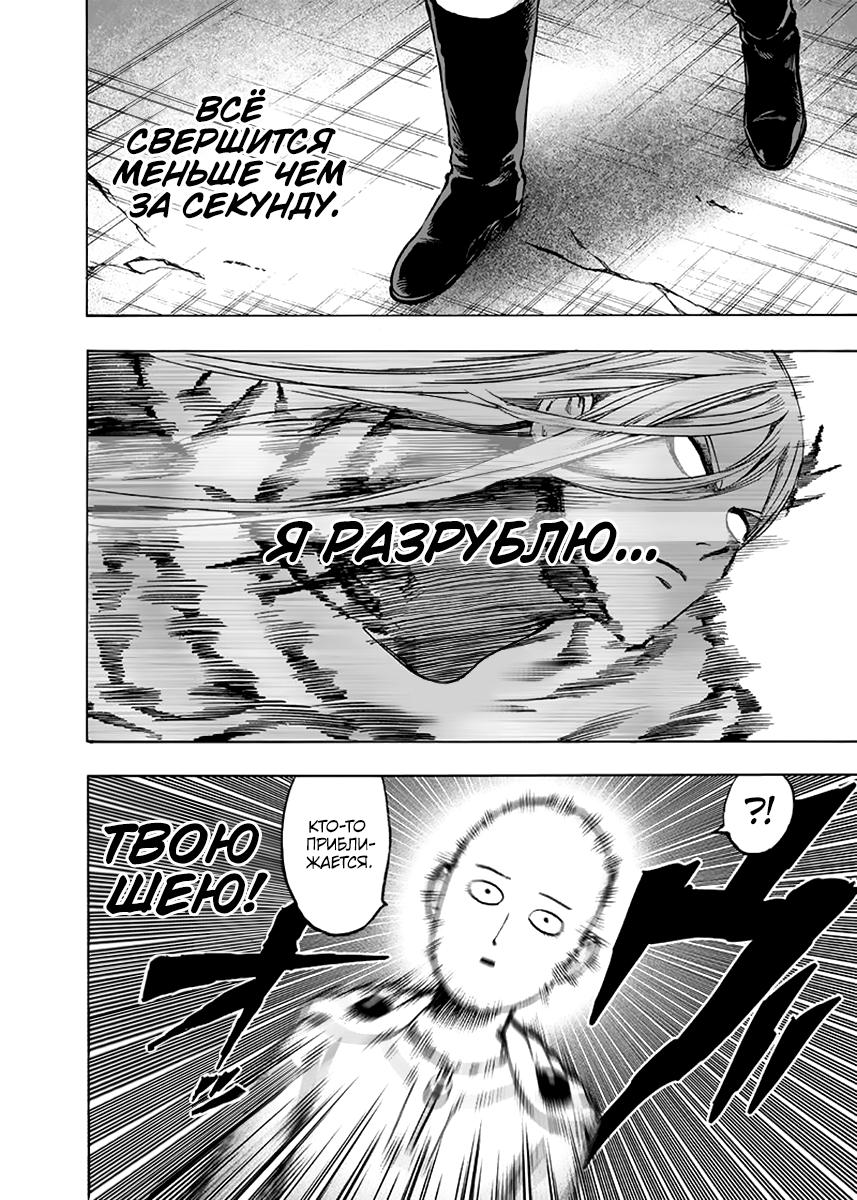 ВСЁ
СВЕРШИТСЯ
МЕНЬШЕ ЧЕМ
ЗА СЕКУНДУ.
Я РАЗРУБЛЮ...
ТВОЮ
ШЕЮ!
КТО-ТО
ПРИБЛИ-
ЖАЕТСЯ.
?!